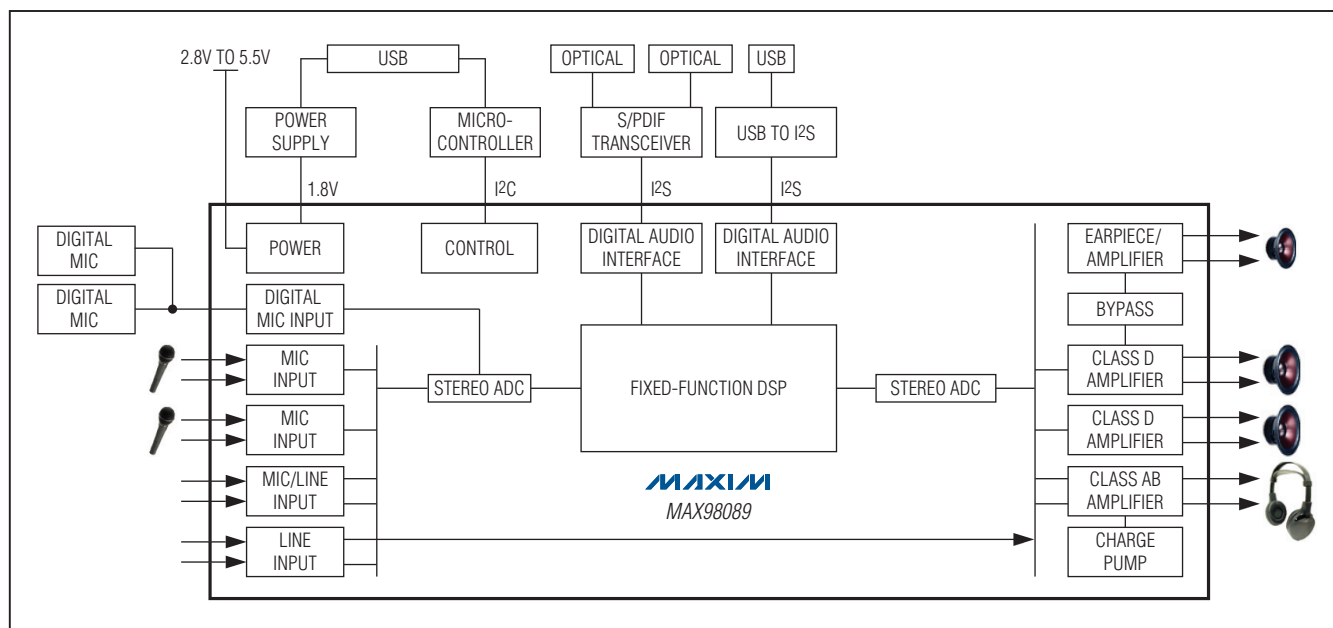 2.8V TO 5.5V
USB
OPTICAL
OPTICAL
USB
POWER
SUPPLY
MICRO-
CONTROLLER
S/PDIF
TRANSCEIVER
USB TO I2S
1.8V
I2C
I2S
I2S
DIGITAL
MIC
POWER
CONTROL
DIGITAL AUDIO
INTERFACE
DIGITAL AUDIO
INTERFACE
EARPIECE/
AMPLIFIER
DIGITAL
MIC
DIGITAL
MIC INPUT
BYPASS
MIC
INPUT
STEREO ADC
FIXED-FUNCTION DSP
STEREO ADC
CLASS D
AMPLIFIER
MIC
INPUT
CLASS D
AMPLIFIER
MIC/LINE
INPUT
MAXIM
MAX98089
CLASS AB
AMPLIFIER
LINE
INPUT
CHARGE
PUMP